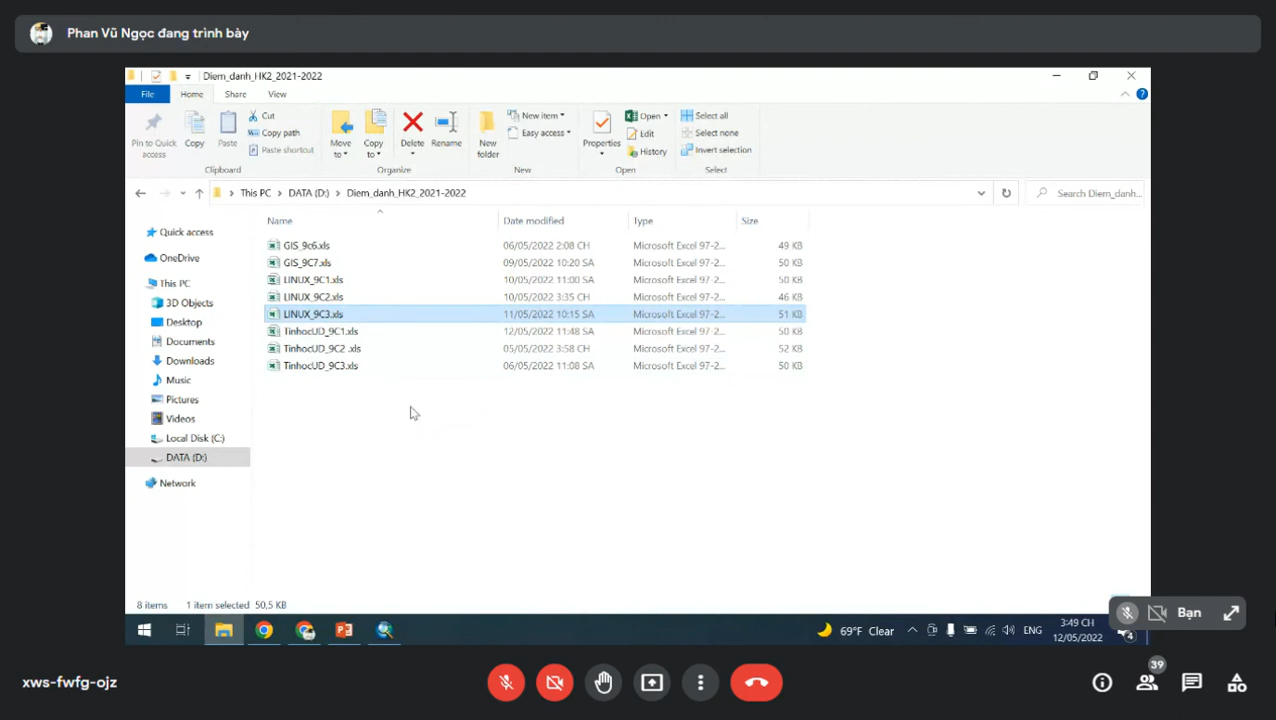 Phan Vũ Ngọc đang trình bày
Diem_danh_HK2_2021-2022
File Home Share View
Pin to Quick access
Copy
Paste
Cut
Copy path
Paste shortcut
Clipboard
Move to
Copy to
Delete
Rename
Organize
New folder
New item
Easy access
New
Properties
Open
Edit
History
Open
Select all
Select none
Invert selection
Select
This PC > DATA (D:) > Diem_danh_HK2_2021-2022
Search Diem_danh...
Quick access
OneDrive
This PC
3D Objects
Desktop
Documents
Downloads
Music
Pictures
Videos
Local Disk (C:)
DATA (D:)
Network
Name Date modified Type Size
GIS_9c6.xls 06/05/2022 2:08 CH Microsoft Excel 97-2... 49 KB
GIS_9C7.xls 09/05/2022 10:20 SA Microsoft Excel 97-2... 50 KB
LINUX_9C1.xls 10/05/2022 11:00 SA Microsoft Excel 97-2... 50 KB
LINUX_9C2.xls 10/05/2022 3:35 CH Microsoft Excel 97-2... 46 KB
LINUX_9C3.xls 11/05/2022 10:15 SA Microsoft Excel 97-2... 51 KB
TinhocUD_9C1.xls 12/05/2022 11:48 SA Microsoft Excel 97-2... 50 KB
TinhocUD_9C2 .xls 05/05/2022 3:58 CH Microsoft Excel 97-2... 52 KB
TinhocUD_9C3.xls 06/05/2022 11:08 SA Microsoft Excel 97-2... 50 KB
8 items 1 item selected 50,5 KB
Bạn
69°F Clear
ENG
3:49 CH
12/05/2022
4
xws-fwfg-ojz
39